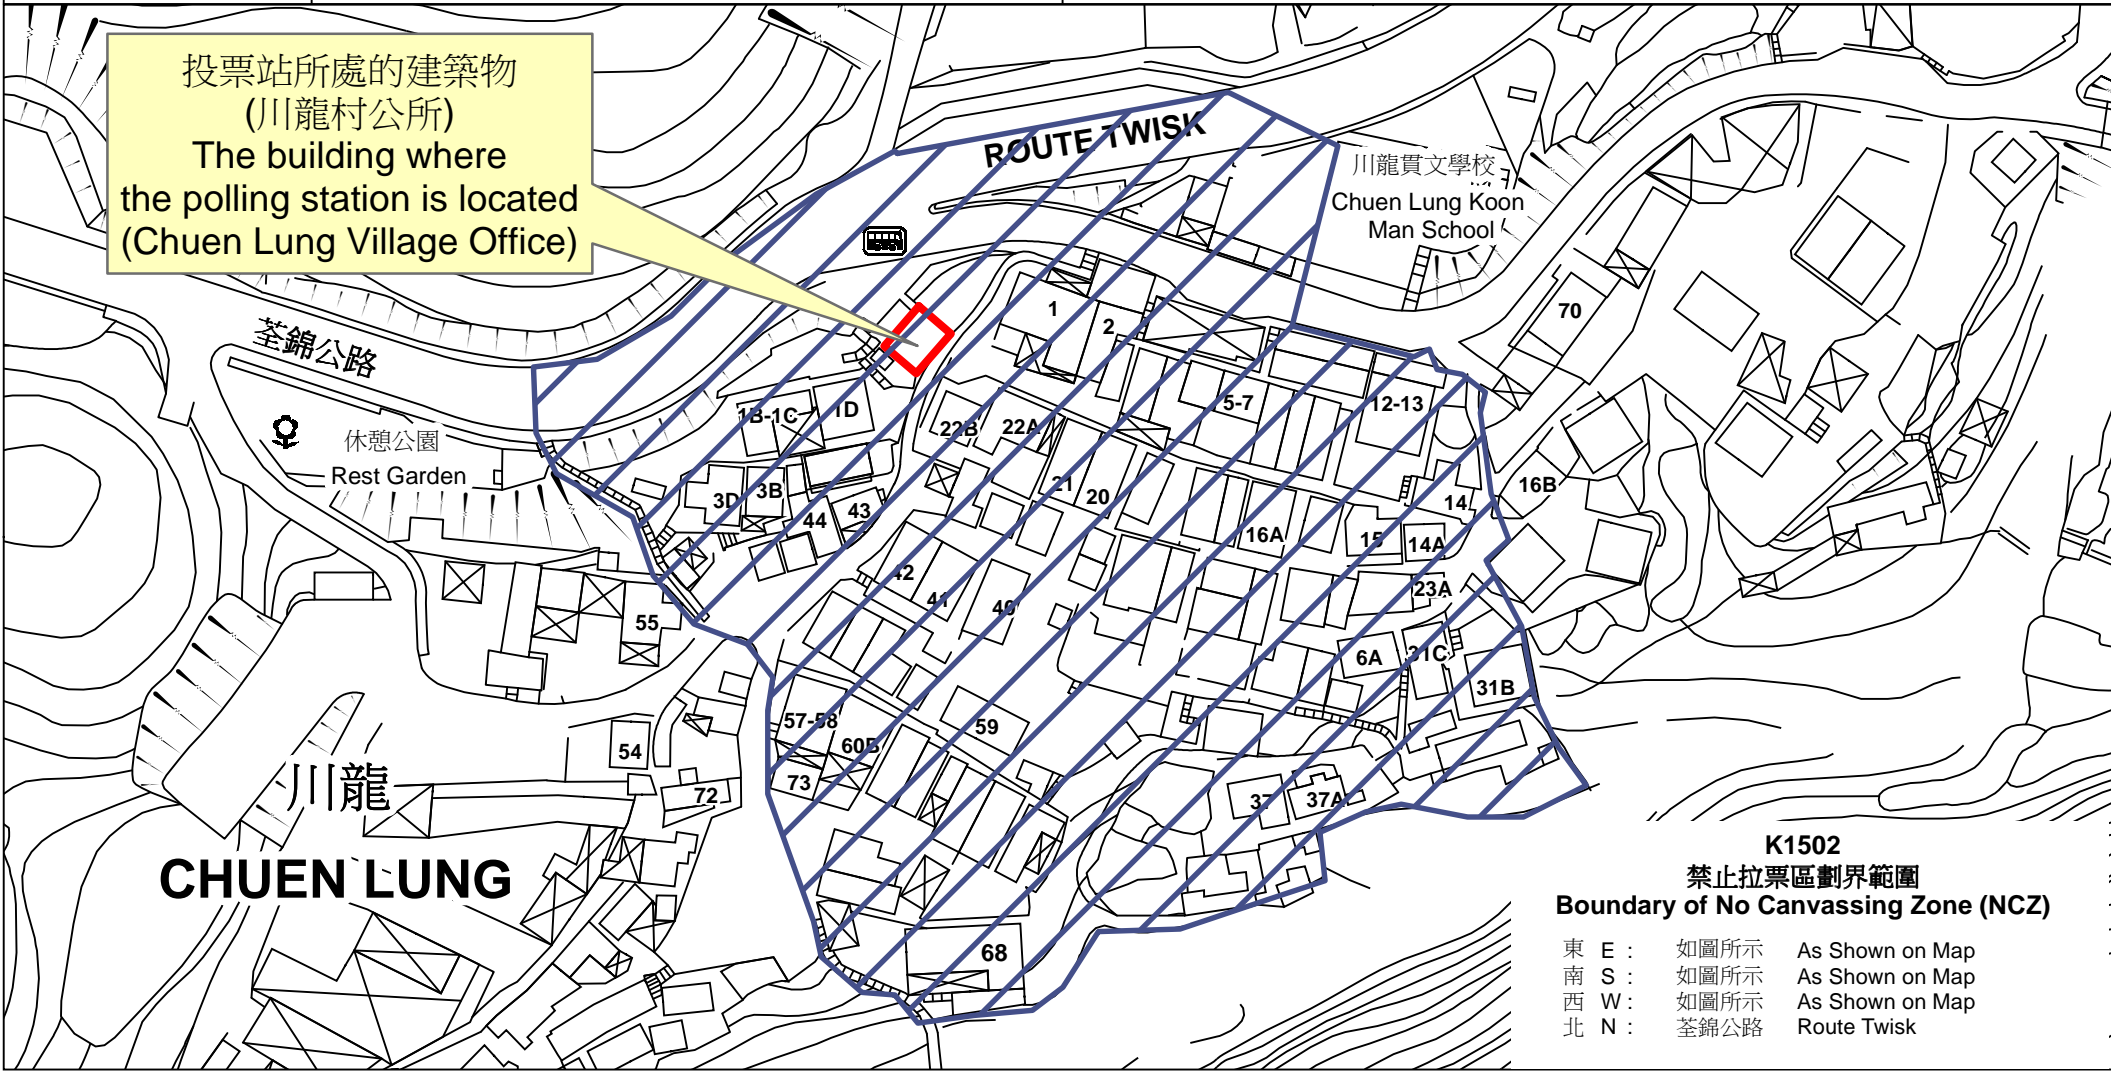 投票站所處的建築物
(川龍村公所)
The building where
the polling station is located
(Chuen Lung Village Office)
ROUTE TWISK
川龍貫文學校
Chuen Lung Koon
Man School
荃錦公路
休憩公園
Rest Garden
1
2
70
1B-1C
1D
22B
22A
5-7
12-13
3D
3B
44
43
21
20
16A
15
14
14A
16B
42
41
40
23A
55
6A
31C
31B
57-58
60B
59
54
73
72
37
37A
68
川龍
CHUEN LUNG
K1502
禁止拉票區劃界範圍
Boundary of No Canvassing Zone (NCZ)
東 E : 如圖所示 As Shown on Map
南 S : 如圖所示 As Shown on Map
西 W : 如圖所示 As Shown on Map
北 N : 荃錦公路 Route Twisk